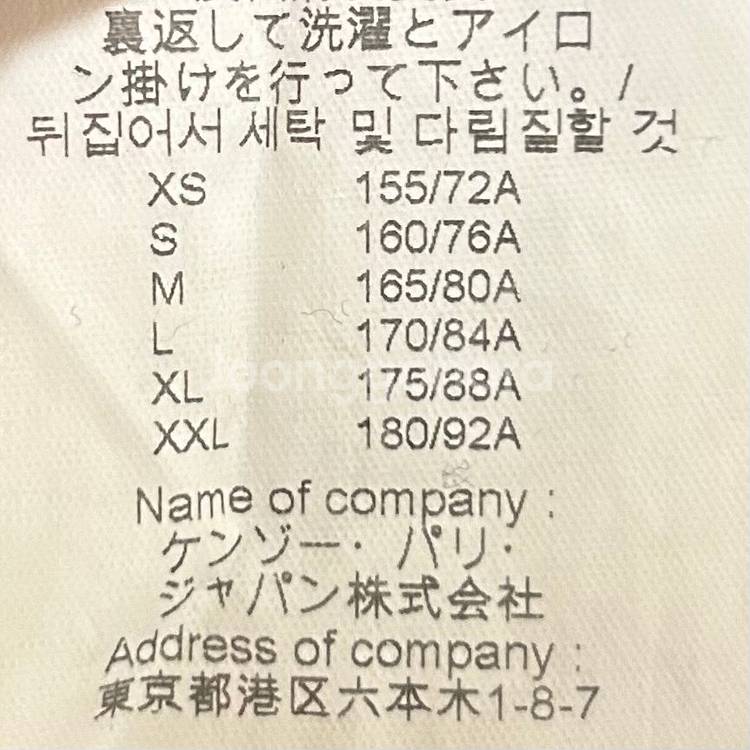 裏返して洗濯とアイロ
ン掛けを行って下さい。/
뒤집어서 세탁 및 다림질할 것
XS 155/72A
S 160/76A
M 165/80A
L 170/84A
XL 175/88A
XXL 180/92A
Name of company :
ケンゾー・パリ・
ジャパン株式会社
Address of company :
東京都港区六本木1-8-7